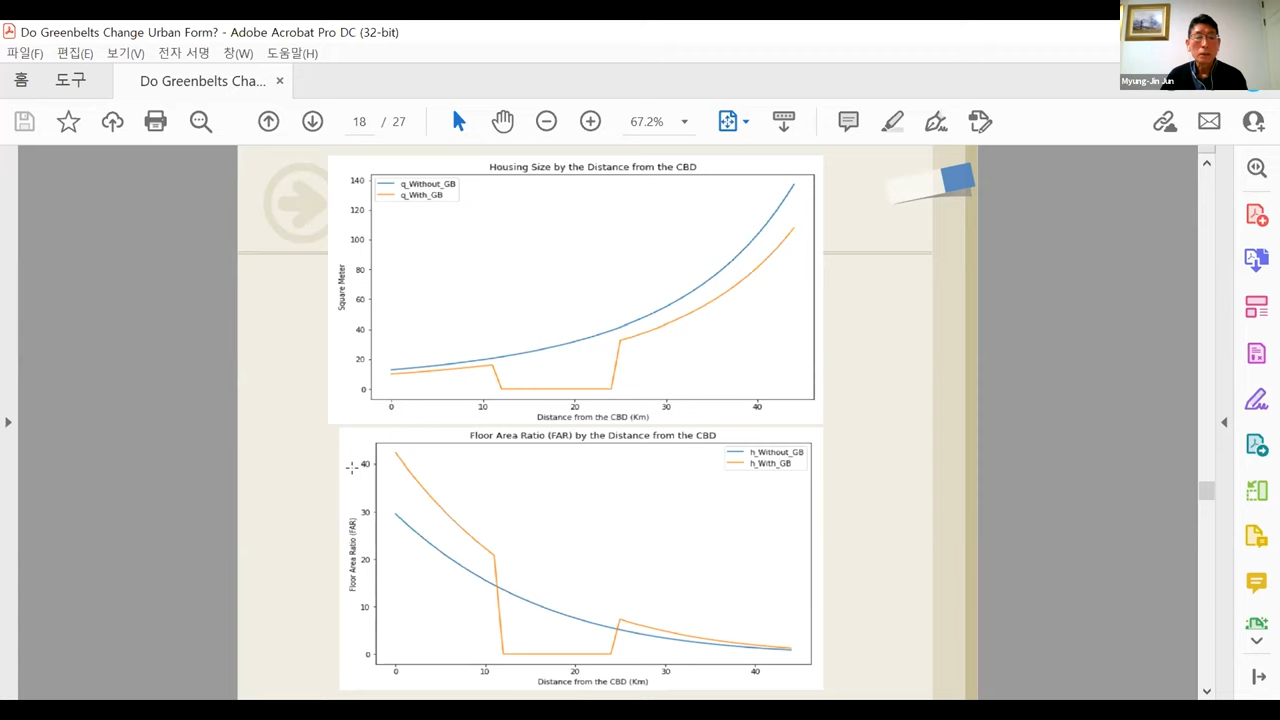 Do Greenbelts Change Urban Form? - Adobe Acrobat Pro DC (32-bit)
파일(F) 편집(E) 보기(V) 전자 서명 창(W) 도움말(H)
홈 도구 Do Greenbelts Cha... ×
18 / 27 67.2%
Myung-Jin Jun
Housing Size by the Distance from the CBD
q_Without_GB
q_With_GB
Square Meter
140
120
100
80
60
40
20
0
0 10 20 30 40
Distance from the CBD (Km)
Floor Area Ratio (FAR) by the Distance from the CBD
h_Without_GB
h_With_GB
Floor Area Ratio (FAR)
40
30
20
10
0
0 10 20 30 40
Distance from the CBD (Km)